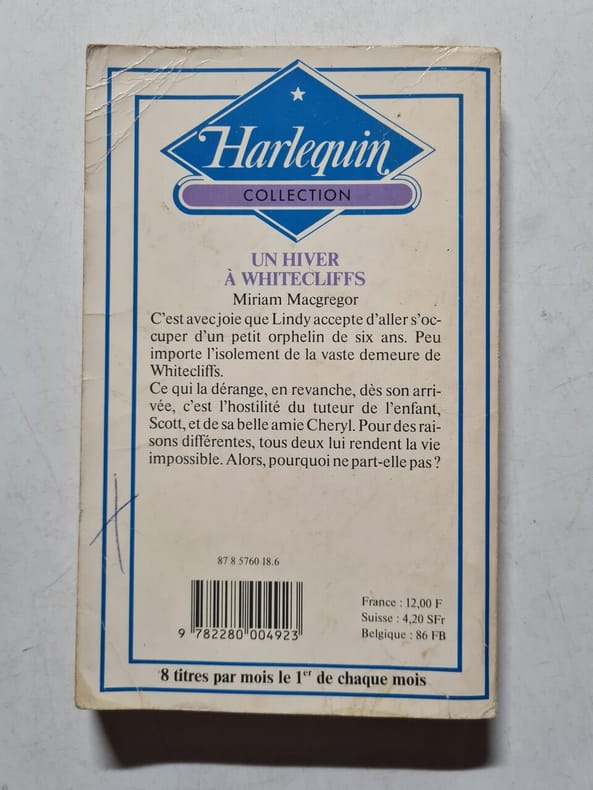 Harlequin
COLLECTION
UN HIVER
À WHITECLIFFS
Miriam Macgregor
C'est avec joie que Lindy accepte d'aller s'oc-
cuper d'un petit orphelin de six ans. Peu
importe l'isolement de la vaste demeure de
Whitecliffs.
Ce qui la dérange, en revanche, dès son arri-
vée, c'est l'hostilité du tuteur de l'enfant,
Scott, et de sa belle amie Cheryl. Pour des rai-
sons différentes, tous deux lui rendent la vie
impossible. Alors, pourquoi ne part-elle pas ?
87 8 5760 18.6
France : 12,00 F
Suisse : 4,20 SFr
Belgique : 86 FB
9 782280 004923
8 titres par mois le 1er de chaque mois